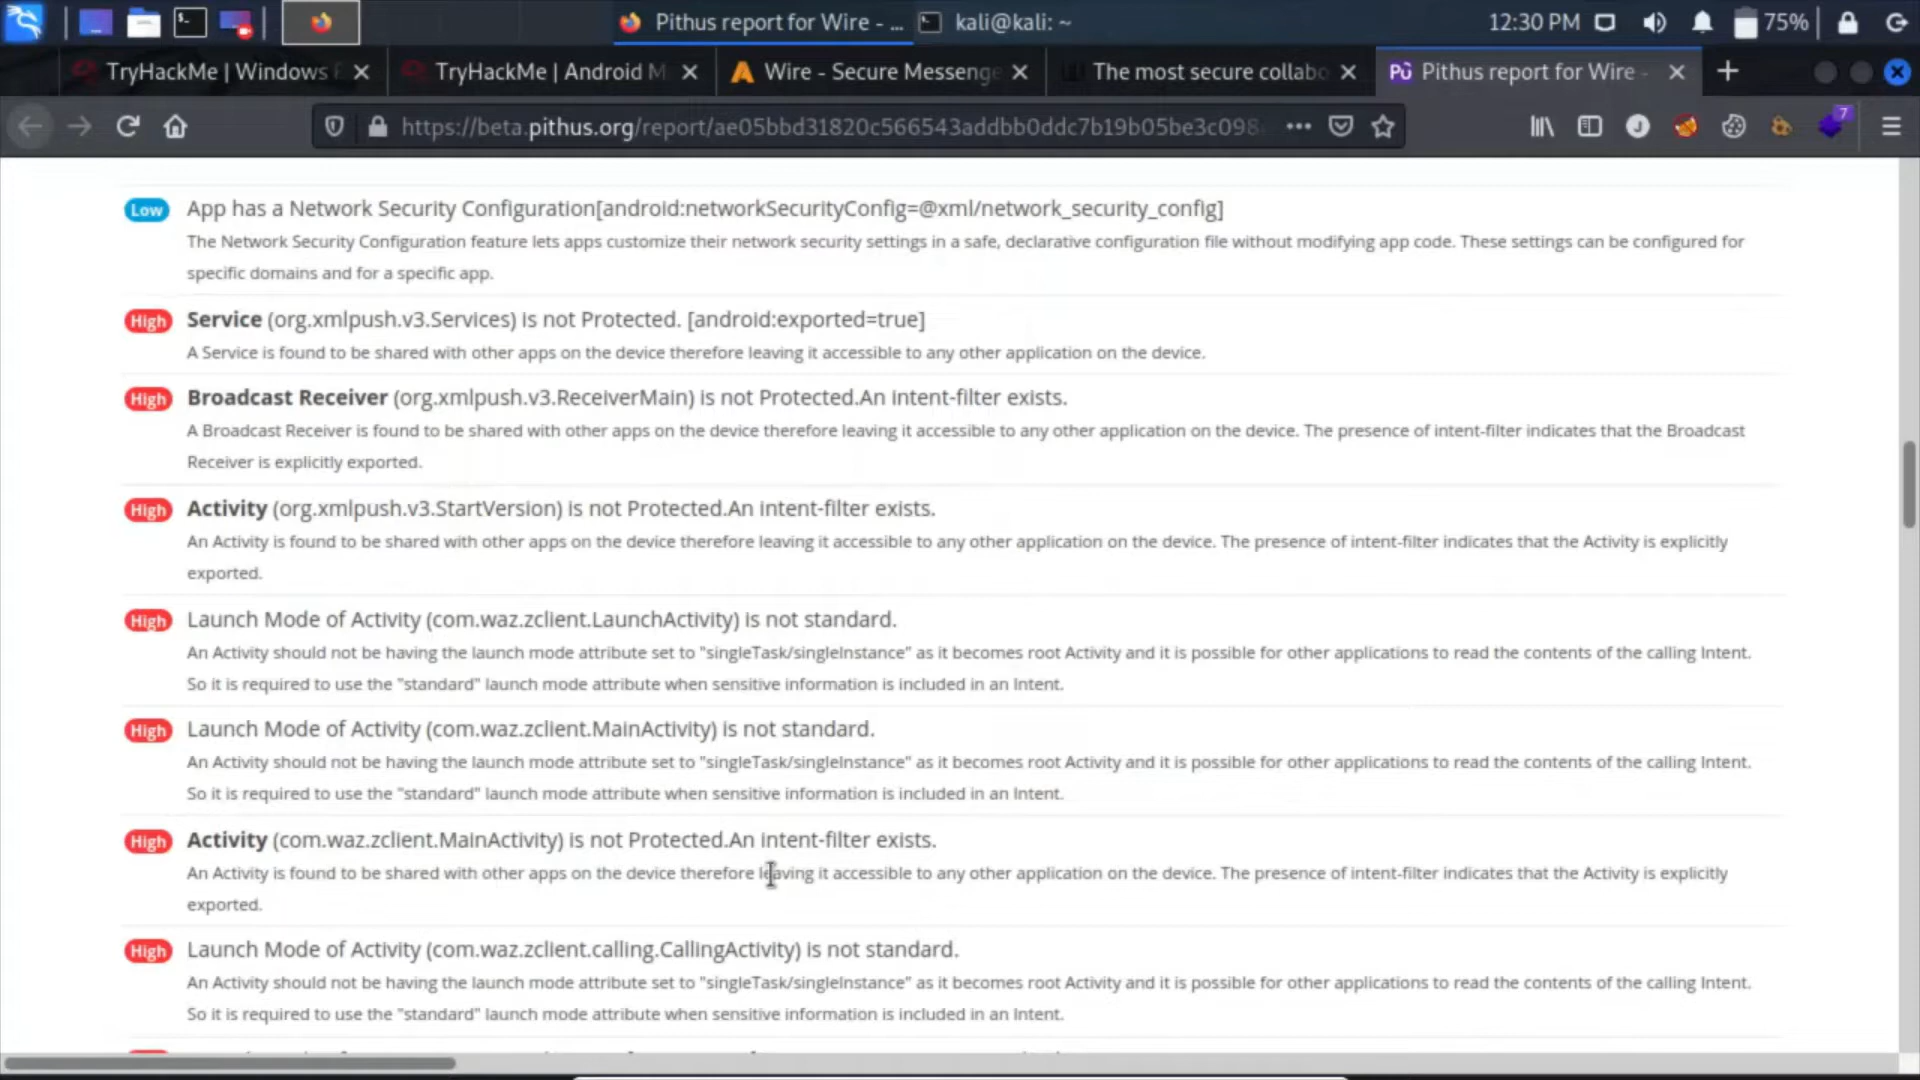 Pithus report for Wire - ...
kali@kali: ~
12:30 PM
75%
TryHackMe | Windows F
TryHackMe | Android M
Wire - Secure Messenge
The most secure collabo
Pithus report for Wire -
https://beta.pithus.org/report/ae05bbd31820c566543addbb0ddc7b19b05be3c098
7
Low App has a Network Security Configuration[android:networkSecurityConfig=@xml/network_security_config]
The Network Security Configuration feature lets apps customize their network security settings in a safe, declarative configuration file without modifying app code. These settings can be configured for
specific domains and for a specific app.
High Service (org.xmlpush.v3.Services) is not Protected. [android:exported=true]
A Service is found to be shared with other apps on the device therefore leaving it accessible to any other application on the device.
High Broadcast Receiver (org.xmlpush.v3.ReceiverMain) is not Protected.An intent-filter exists.
A Broadcast Receiver is found to be shared with other apps on the device therefore leaving it accessible to any other application on the device. The presence of intent-filter indicates that the Broadcast
Receiver is explicitly exported.
High Activity (org.xmlpush.v3.StartVersion) is not Protected.An intent-filter exists.
An Activity is found to be shared with other apps on the device therefore leaving it accessible to any other application on the device. The presence of intent-filter indicates that the Activity is explicitly
exported.
High Launch Mode of Activity (com.waz.zclient.LaunchActivity) is not standard.
An Activity should not be having the launch mode attribute set to "singleTask/singleInstance" as it becomes root Activity and it is possible for other applications to read the contents of the calling Intent.
So it is required to use the "standard" launch mode attribute when sensitive information is included in an Intent.
High Launch Mode of Activity (com.waz.zclient.MainActivity) is not standard.
An Activity should not be having the launch mode attribute set to "singleTask/singleInstance" as it becomes root Activity and it is possible for other applications to read the contents of the calling Intent.
So it is required to use the "standard" launch mode attribute when sensitive information is included in an Intent.
High Activity (com.waz.zclient.MainActivity) is not Protected.An intent-filter exists.
An Activity is found to be shared with other apps on the device therefore leaving it accessible to any other application on the device. The presence of intent-filter indicates that the Activity is explicitly
exported.
High Launch Mode of Activity (com.waz.zclient.calling.CallingActivity) is not standard.
An Activity should not be having the launch mode attribute set to "singleTask/singleInstance" as it becomes root Activity and it is possible for other applications to read the contents of the calling Intent.
So it is required to use the "standard" launch mode attribute when sensitive information is included in an Intent.